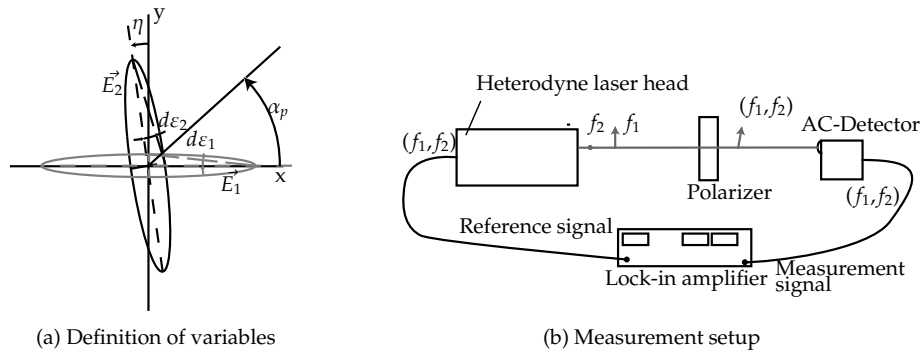 η
y
E⃗₂
α_p
dε₂
dε₁
x
E⃗₁
(a) Definition of variables
Heterodyne laser head
(f₁,f₂)
f₂ f₁
(f₁,f₂)
AC-Detector
Polarizer
(f₁,f₂)
Reference signal
Lock-in amplifier
Measurement
signal
(b) Measurement setup